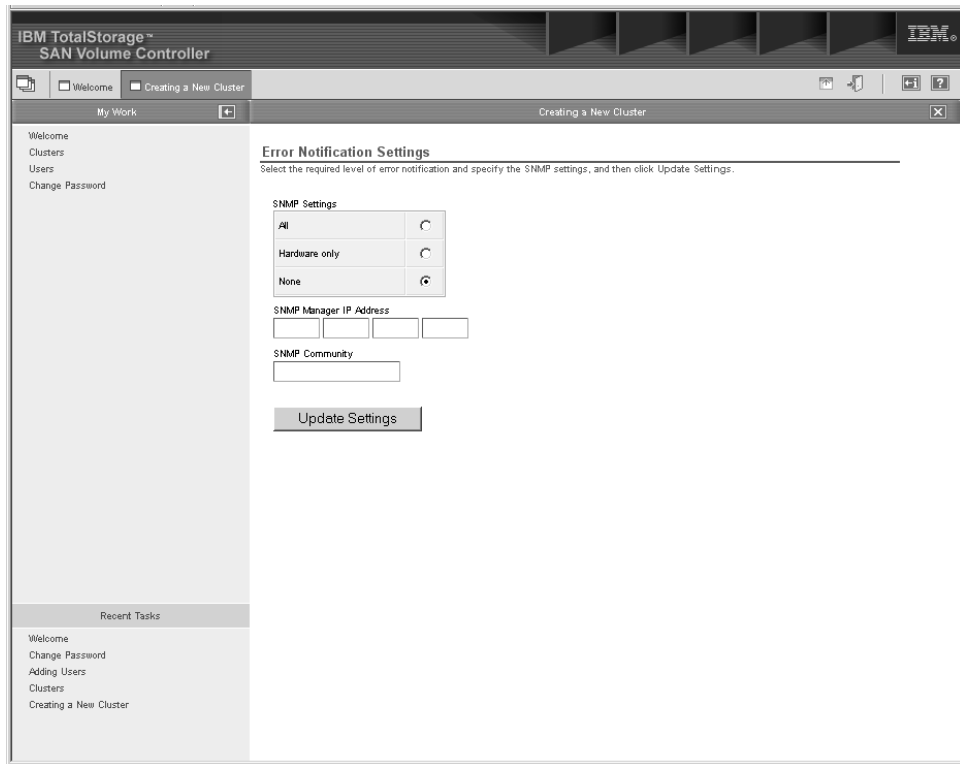 IBM TotalStorage™
SAN Volume Controller
IBM®
Welcome
Creating a New Cluster
?
My Work
Creating a New Cluster
Welcome
Clusters
Users
Change Password
Error Notification Settings
Select the required level of error notification and specify the SNMP settings, and then click Update Settings.
SNMP Settings
All
Hardware only
None
SNMP Manager IP Address
SNMP Community
Update Settings
Recent Tasks
Welcome
Change Password
Adding Users
Clusters
Creating a New Cluster